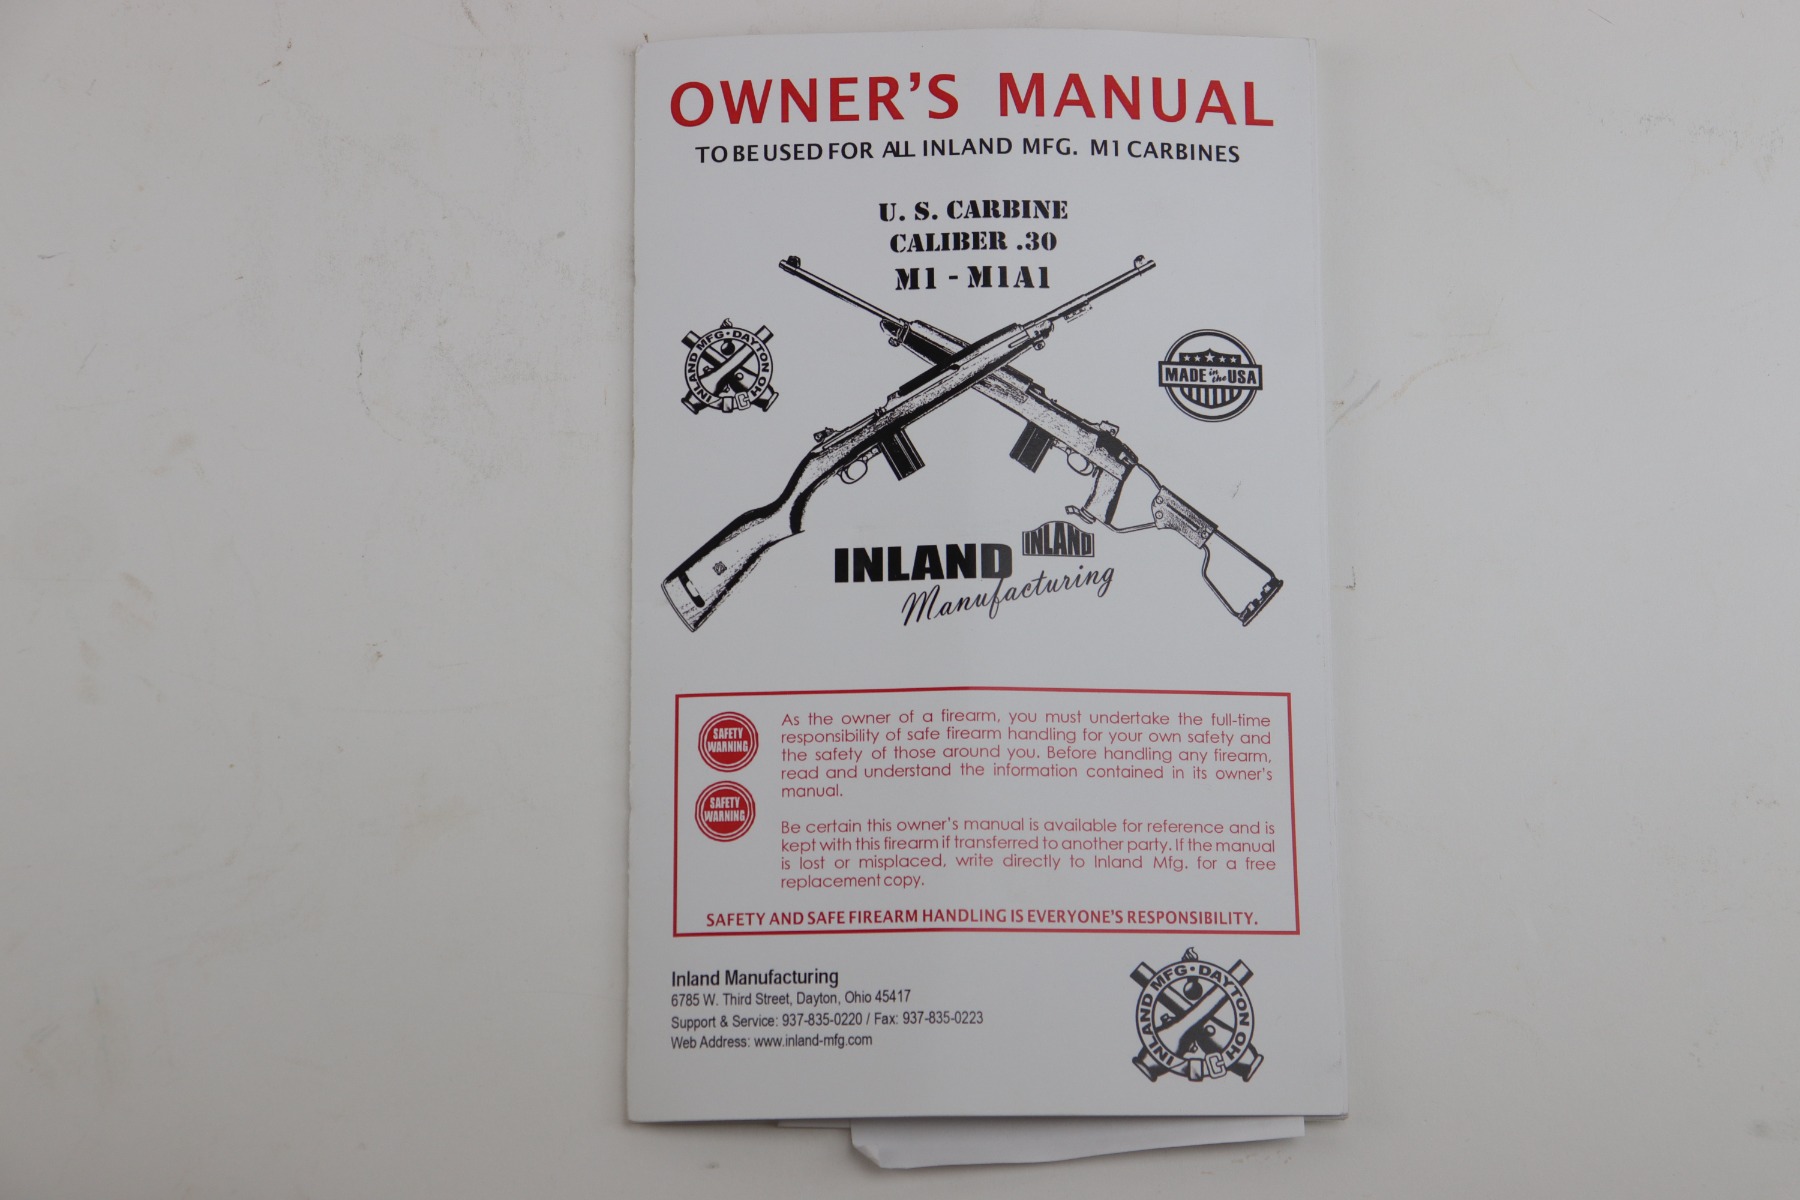 OWNER'S MANUAL
TO BE USED FOR ALL INLAND MFG. M1 CARBINES
U. S. CARBINE
CALIBER .30
M1 - M1A1
INLAND MFG · DAYTON OH
MADE in the USA
INLAND
INLAND
Manufacturing
SAFETY
WARNING
SAFETY
WARNING
As the owner of a firearm, you must undertake the full-time
responsibility of safe firearm handling for your own safety and
the safety of those around you. Before handling any firearm,
read and understand the information contained in its owner's
manual.
Be certain this owner's manual is available for reference and is
kept with this firearm if transferred to another party. If the manual
is lost or misplaced, write directly to Inland Mfg. for a free
replacement copy.
SAFETY AND SAFE FIREARM HANDLING IS EVERYONE'S RESPONSIBILITY.
Inland Manufacturing
6785 W. Third Street, Dayton, Ohio 45417
Support & Service: 937-835-0220 / Fax: 937-835-0223
Web Address: www.inland-mfg.com
INLAND MFG · DAYTON OH